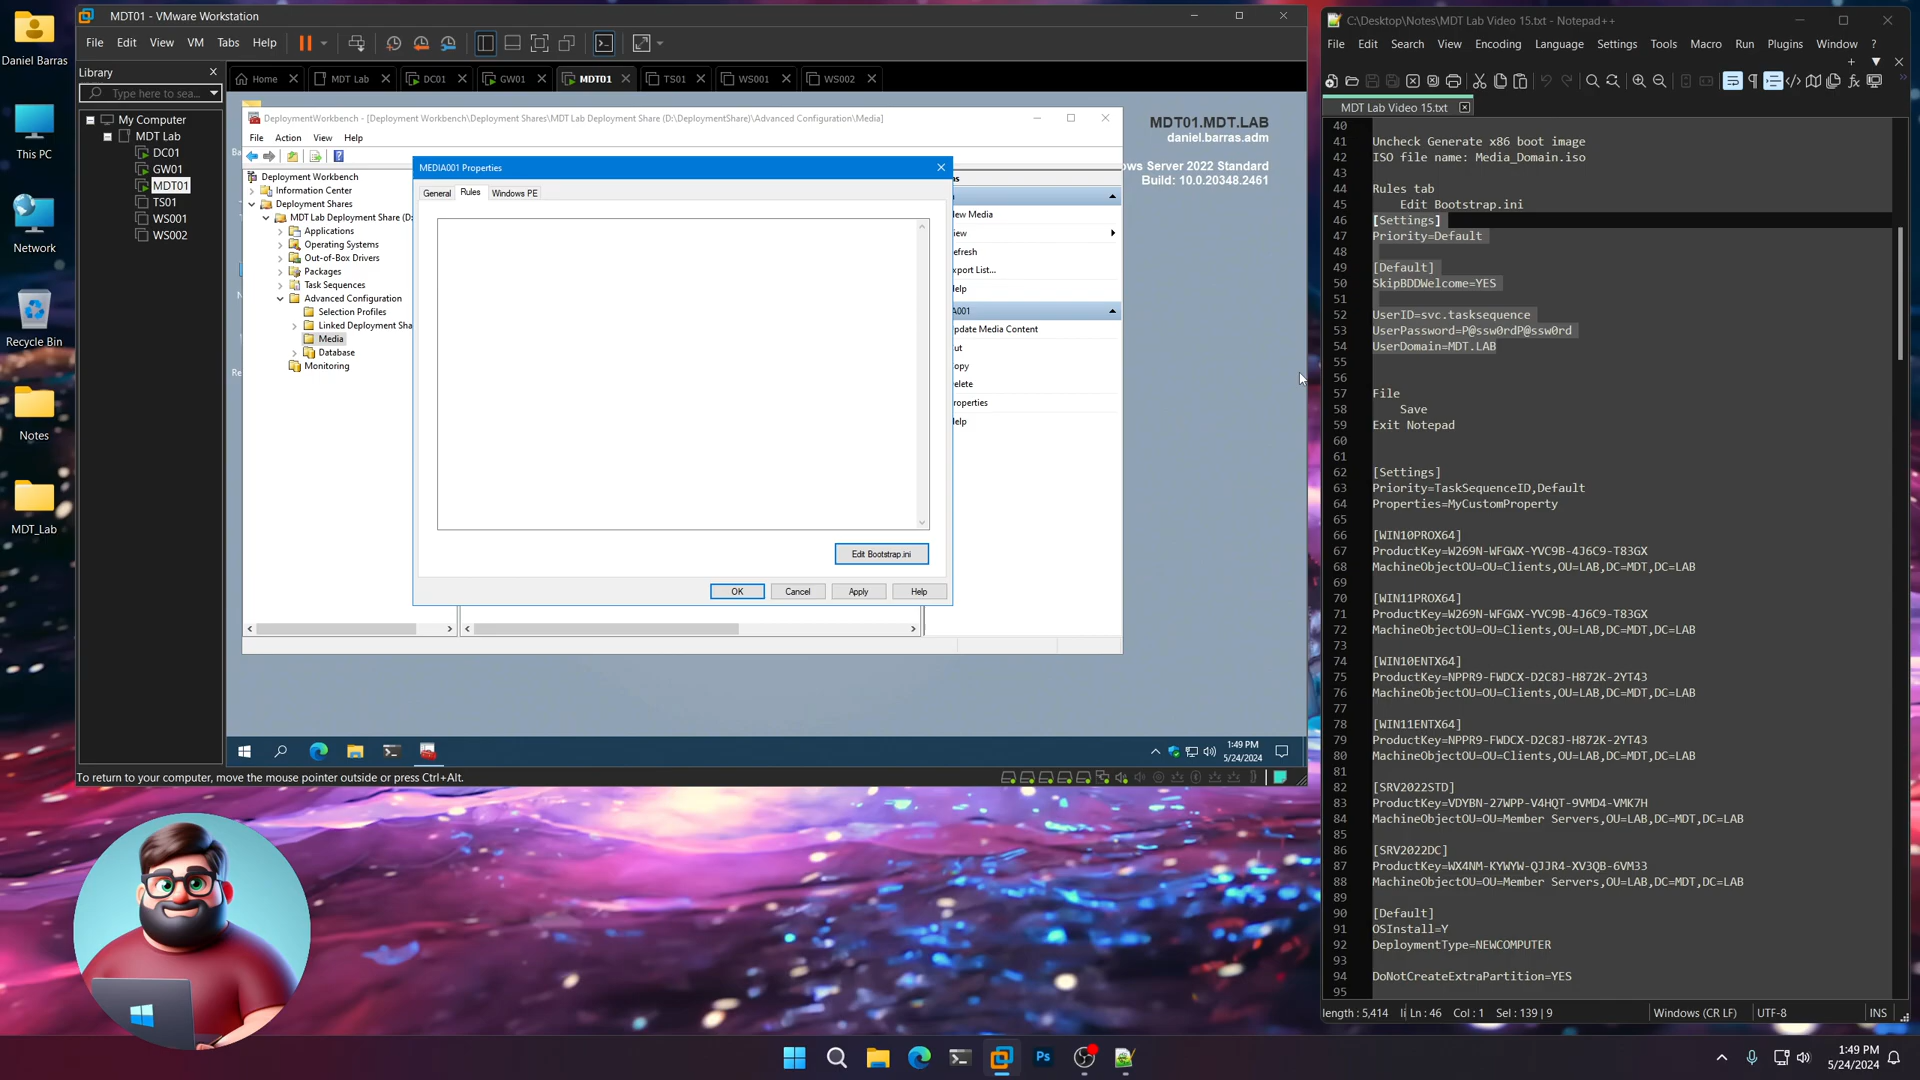 Daniel Barras
This PC
Network
Recycle Bin
Notes
MDT_Lab
MDT01 - VMware Workstation
File Edit View VM Tabs Help
Library
Type here to sea...
My Computer
MDT Lab
DC01
GW01
MDT01
TS01
WS001
WS002
Home
MDT Lab
DC01
GW01
MDT01
TS01
WS001
WS002
DeploymentWorkbench - [Deployment Workbench\Deployment Shares\MDT Lab Deployment Share (D:\DeploymentShare)\Advanced Configuration\Media]
File Action View Help
Deployment Workbench
Information Center
Deployment Shares
MDT Lab Deployment Share (D:
Applications
Operating Systems
Out-of-Box Drivers
Packages
Task Sequences
Advanced Configuration
Selection Profiles
Linked Deployment Sha
Media
Database
Monitoring
MEDIA001 Properties
General Rules Windows PE
Edit Bootstrap.ini
OK Cancel Apply Help
ns
ew Media
iew
efresh
xport List...
elp
A001
pdate Media Content
ut
opy
elete
roperties
elp
MDT01.MDT.LAB
daniel.barras.adm
ows Server 2022 Standard
Build: 10.0.20348.2461
1:49 PM
5/24/2024
To return to your computer, move the mouse pointer outside or press Ctrl+Alt.
C:\Desktop\Notes\MDT Lab Video 15.txt - Notepad++
File Edit Search View Encoding Language Settings Tools Macro Run Plugins Window ?
MDT Lab Video 15.txt
40
41 Uncheck Generate x86 boot image
42 ISO file name: Media_Domain.iso
43
44 Rules tab
45 Edit Bootstrap.ini
46 [Settings]
47 Priority=Default
48
49 [Default]
50 SkipBDDWelcome=YES
51
52 UserID=svc.tasksequence
53 UserPassword=P@ssw0rdP@ssw0rd
54 UserDomain=MDT.LAB
55
56
57 File
58 Save
59 Exit Notepad
60
61
62 [Settings]
63 Priority=TaskSequenceID,Default
64 Properties=MyCustomProperty
65
66 [WIN10PROX64]
67 ProductKey=W269N-WFGWX-YVC9B-4J6C9-T83GX
68 MachineObjectOU=OU=Clients,OU=LAB,DC=MDT,DC=LAB
69
70 [WIN11PROX64]
71 ProductKey=W269N-WFGWX-YVC9B-4J6C9-T83GX
72 MachineObjectOU=OU=Clients,OU=LAB,DC=MDT,DC=LAB
73
74 [WIN10ENTX64]
75 ProductKey=NPPR9-FWDCX-D2C8J-H872K-2YT43
76 MachineObjectOU=OU=Clients,OU=LAB,DC=MDT,DC=LAB
77
78 [WIN11ENTX64]
79 ProductKey=NPPR9-FWDCX-D2C8J-H872K-2YT43
80 MachineObjectOU=OU=Clients,OU=LAB,DC=MDT,DC=LAB
81
82 [SRV2022STD]
83 ProductKey=VDYBN-27WPP-V4HQT-9VMD4-VMK7H
84 MachineObjectOU=OU=Member Servers,OU=LAB,DC=MDT,DC=LAB
85
86 [SRV2022DC]
87 ProductKey=WX4NM-KYWYW-QJJR4-XV3QB-6VM33
88 MachineObjectOU=OU=Member Servers,OU=LAB,DC=MDT,DC=LAB
89
90 [Default]
91 OSInstall=Y
92 DeploymentType=NEWCOMPUTER
93
94 DoNotCreateExtraPartition=YES
95
length : 5,414 li Ln : 46 Col : 1 Sel : 139 | 9 Windows (CR LF) UTF-8 INS
Ps
1:49 PM
5/24/2024